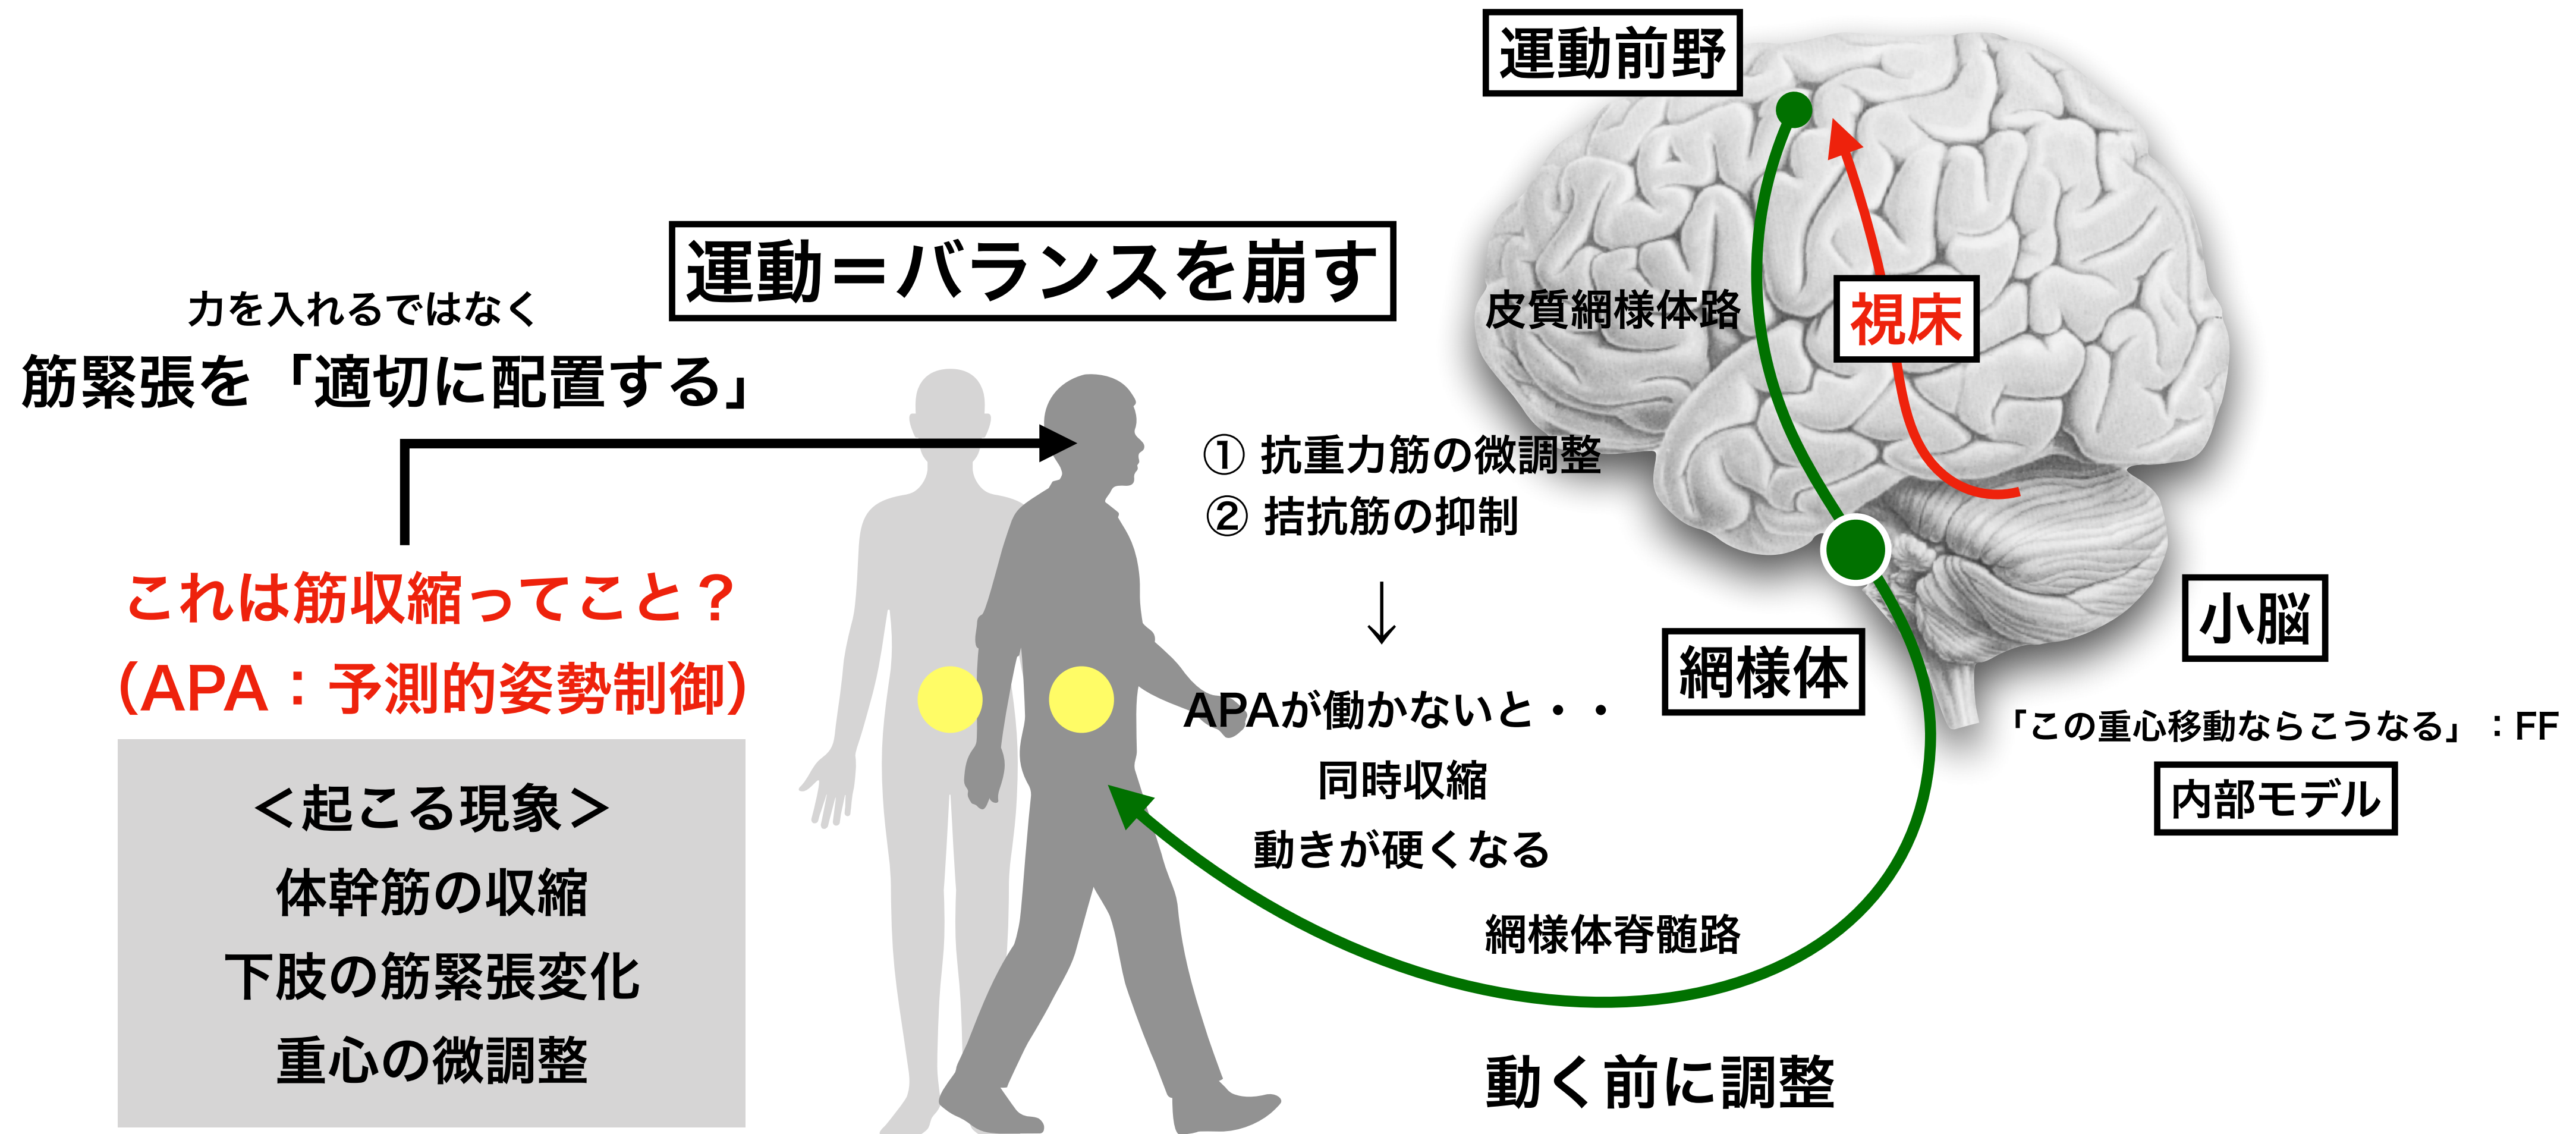 運動前野
運動＝バランスを崩す
力を入れるではなく
筋緊張を「適切に配置する」
皮質網様体路
視床
① 抗重力筋の微調整
② 拮抗筋の抑制
↓
これは筋収縮ってこと？
（APA：予測的姿勢制御）
APAが働かないと・・
同時収縮
動きが硬くなる
網様体
小脳
「この重心移動ならこうなる」：FF
内部モデル
＜起こる現象＞
体幹筋の収縮
下肢の筋緊張変化
重心の微調整
網様体脊髄路
動く前に調整